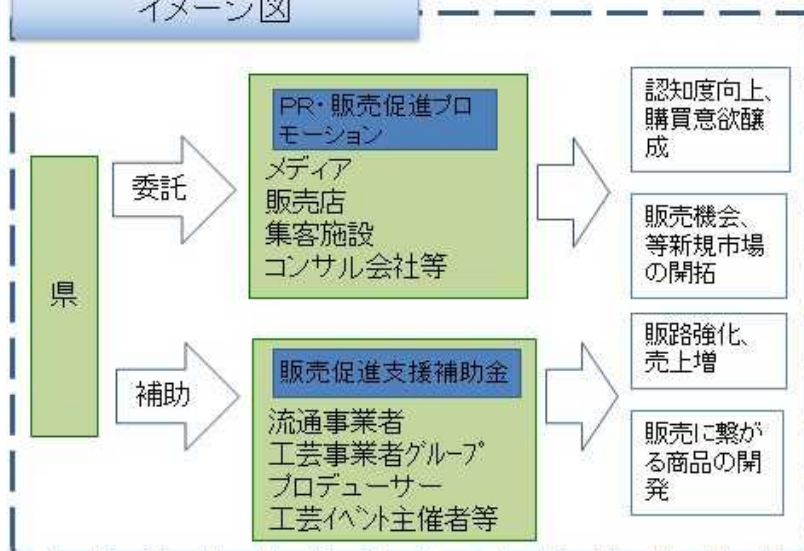 イメージ図
県
委託
PR・販売促進プロ
モーション
メディア
販売店
集客施設
コンサル会社等
認知度向上、
購買意欲醸
成
販売機会、
等新規市場
の開拓
補助
販売促進支援補助金
流通事業者
工芸事業者グループ
プロデューサー
工芸イベント主催者等
販路強化、
売上増
販売に繋が
る商品の開
発